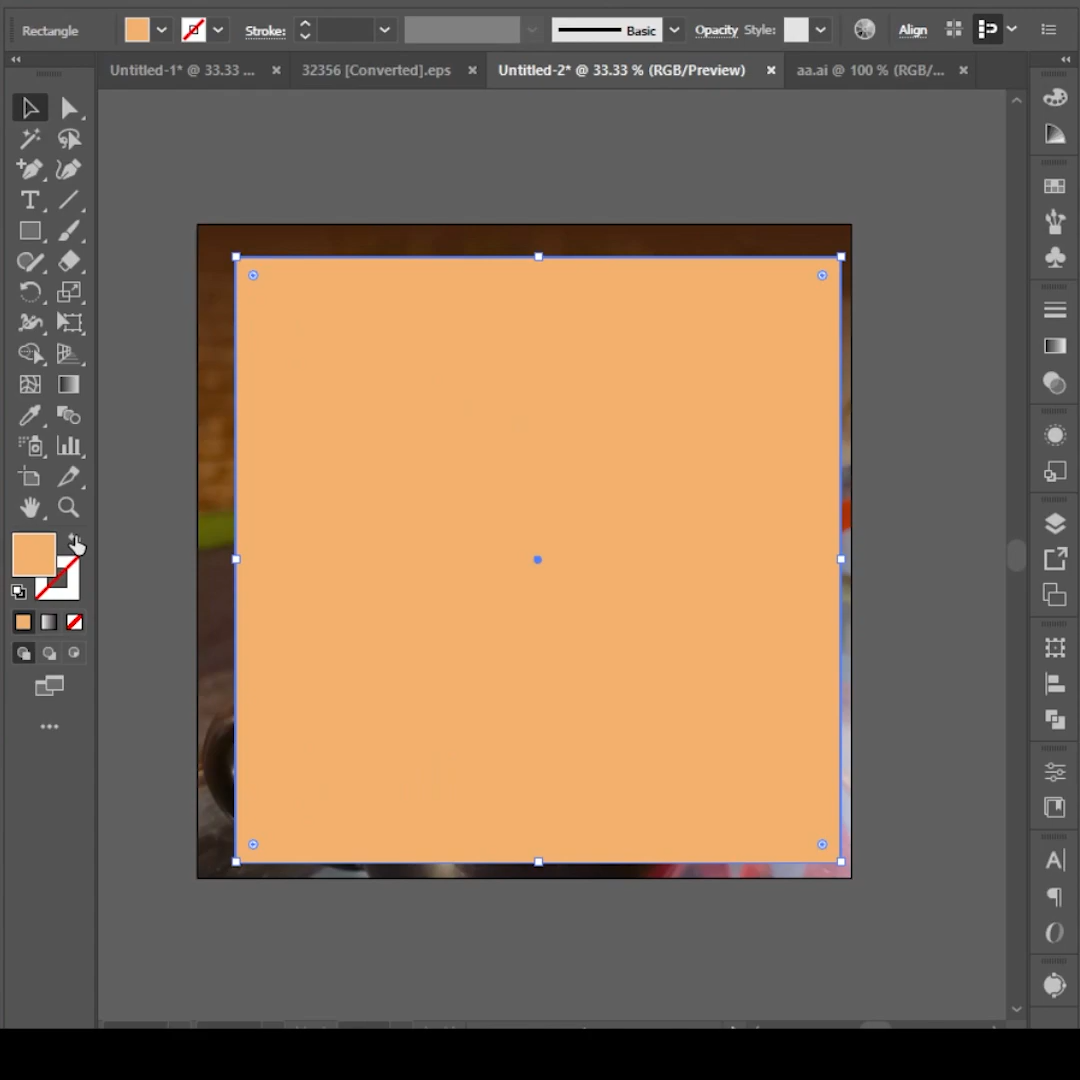 Rectangle Stroke: Basic Opacity Style: Align
Untitled-1* @ 33.33 ... × 32356 [Converted].eps × Untitled-2* @ 33.33 % (RGB/Preview) × aa.ai @ 100 % (RGB/... ×